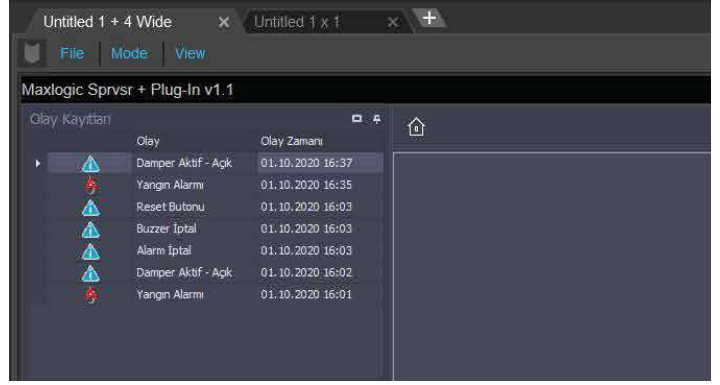 Untitled 1 + 4 Wide × Untitled 1 x 1 × +
File Mode View
Maxlogic Sprvsr + Plug-In v1.1
Olay Kayıtları
Olay Olay Zamanı
Damper Aktif - Açık 01.10.2020 16:37
Yangın Alarmı 01.10.2020 16:35
Reset Butonu 01.10.2020 16:03
Buzzer İptal 01.10.2020 16:03
Alarm İptal 01.10.2020 16:03
Damper Aktif - Açık 01.10.2020 16:02
Yangın Alarmı 01.10.2020 16:01